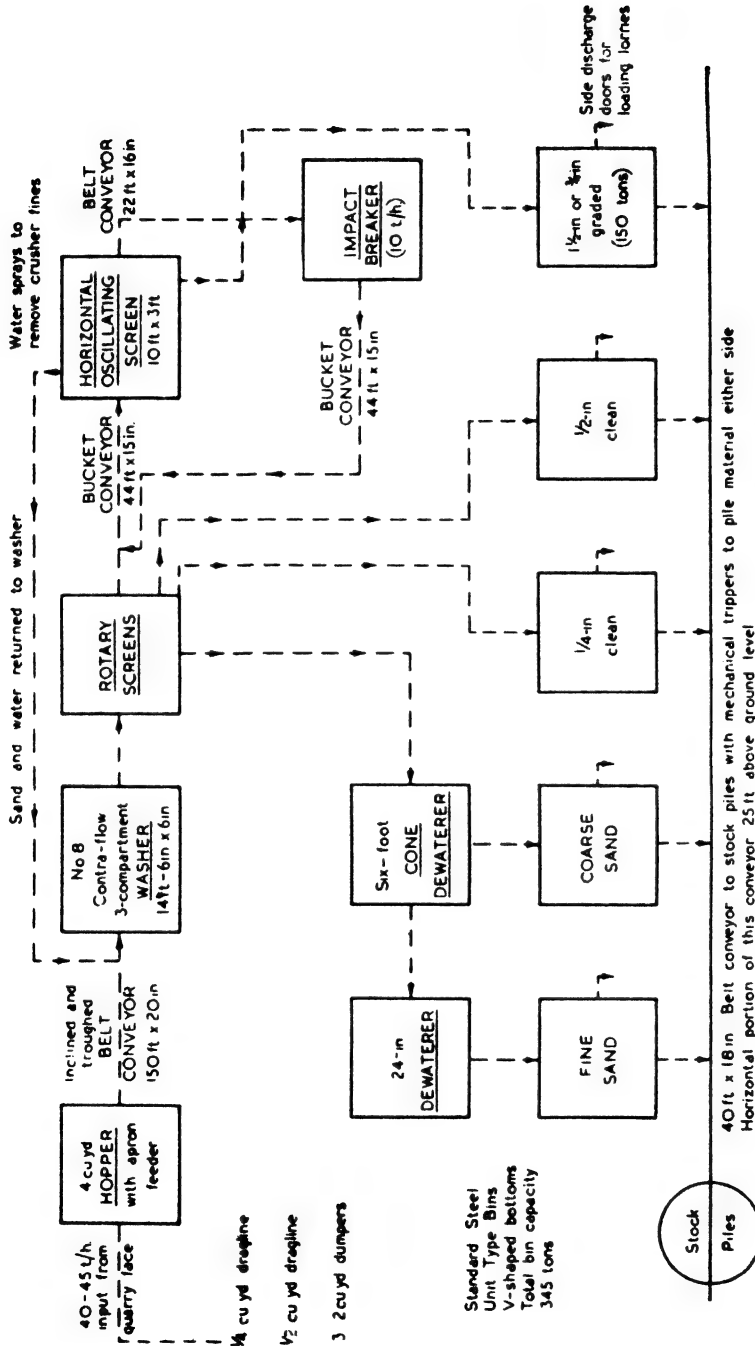 40-45 t/h.
input from
quarry face
4 cu yd
HOPPER
with apron
feeder
Inclined and
troughed
BELT
CONVEYOR
150 ft x 20 in
Sand and water returned to washer
No 8
Contra-flow
3-compartment
WASHER
14ft-6in x 6in
ROTARY
SCREENS
BUCKET
CONVEYOR
44 ft x 15 in.
Water sprays to
remove crusher fines
HORIZONTAL
OSCILLATING
SCREEN
10 ft x 3 ft
BELT
CONVEYOR
22 ft x 16 in
IMPACT
BREAKER
(10 t/h)
BUCKET
CONVEYOR
44 ft x 15 in
cu yd dragline
1/2 cu yd dragline
3 2 cu yd dumpers
24-in
DEWATERER
Six-foot
CONE
DEWATERER
Standard Steel
Unit Type Bins
V-shaped bottoms
Total bin capacity
345 tons
FINE
SAND
COARSE
SAND
1/4-in
clean
1/2-in
clean
1½-in or ¾-in
graded
(150 tons)
Side discharge
doors for
loading lorries
Stock
Piles
40 ft x 18 in Belt conveyor to stock piles with mechanical trippers to pile material either side
Horizontal portion of this conveyor 25 ft above ground level